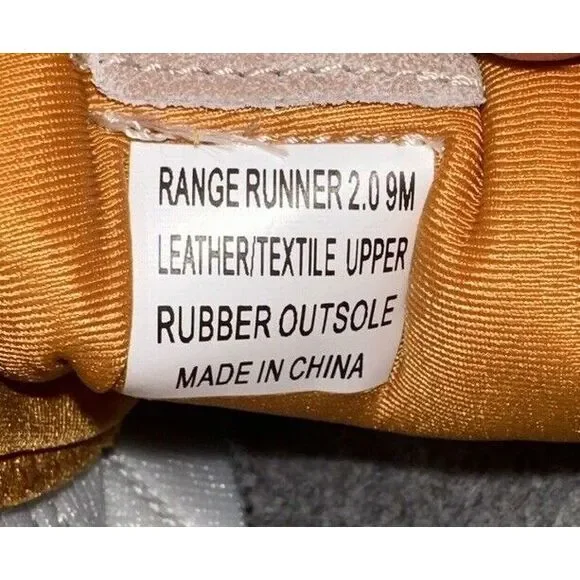 RANGE RUNNER 2.0 9M
LEATHER/TEXTILE UPPER
RUBBER OUTSOLE
MADE IN CHINA